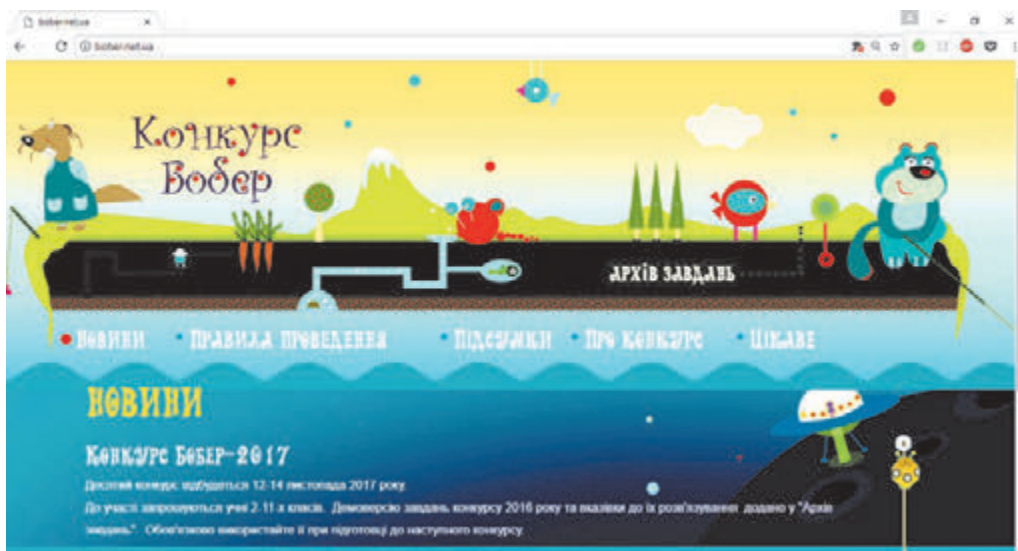 bober.net.ua
bober.net.ua
Конкурс
Бобер
Архів завдань
Новини
Правила проведення
Підсумки
Про конкурс
Цікаве
Новини
Конкурс Бобер-2017
Десятий конкурс відбудеться 12-14 листопада 2017 року.
До участі запрошуються учні 2-11-х класів. Демоверсію завдань конкурсу 2016 року та вказівки до їх розв'язування додано у "Архів
завдань". Обов'язково використайте її при підготовці до наступного конкурсу.